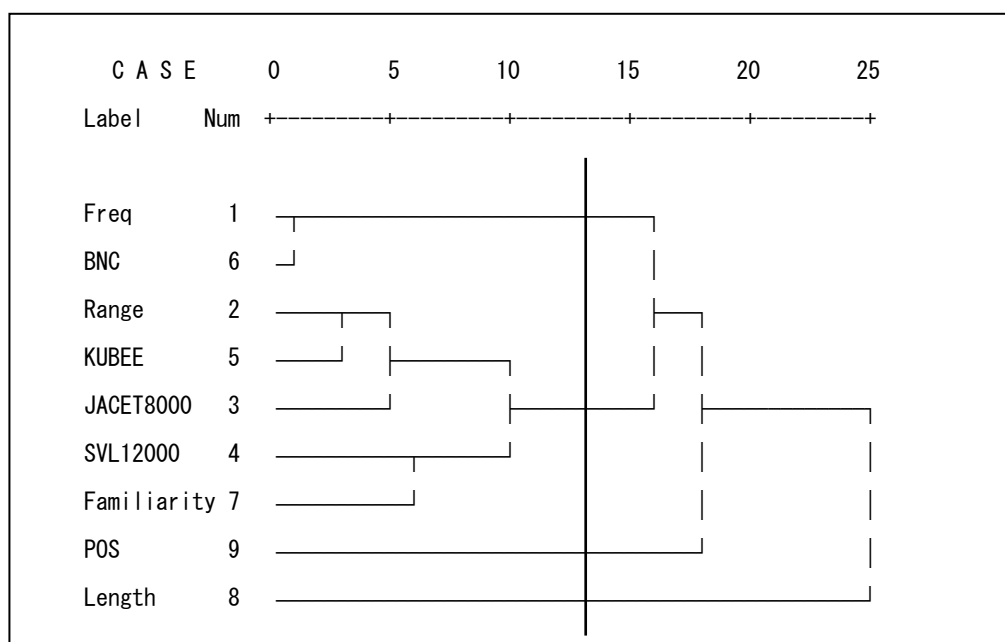 C A S E 0 5 10 15 20 25
Label Num +---------+---------+---------+---------+---------+
Freq 1
BNC 6
Range 2
KUBEE 5
JACET8000 3
SVL12000 4
Familiarity 7
POS 9
Length 8